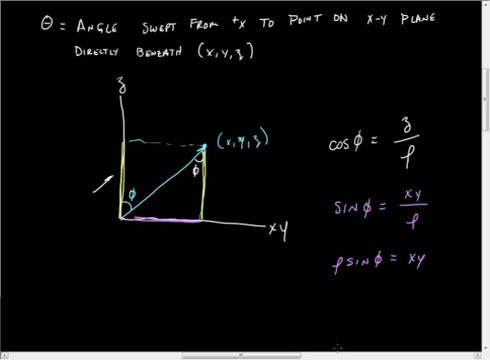 θ = ANGLE SWEPT FROM +X TO POINT ON X-Y PLANE
DIRECTLY BENEATH (X,Y,z)
z
(x,y,z)
φ
φ
xy
cos φ = z/ρ
sin φ = xy/ρ
ρ sin φ = xy